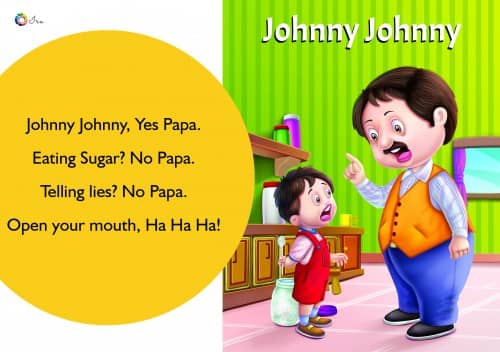 Ira
Johnny Johnny
Johnny Johnny, Yes Papa.
Eating Sugar? No Papa.
Telling lies? No Papa.
Open your mouth, Ha Ha Ha!